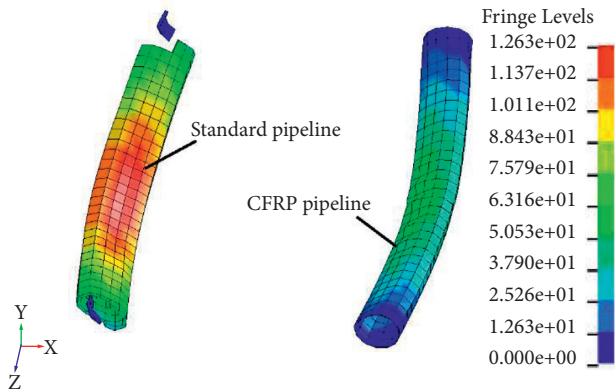 Fringe Levels
1.263e+02
1.137e+02
1.011e+02
8.843e+01
7.579e+01
6.316e+01
5.053e+01
3.790e+01
2.526e+01
1.263e+01
0.000e+00
Standard pipeline
CFRP pipeline
Y
X
Z